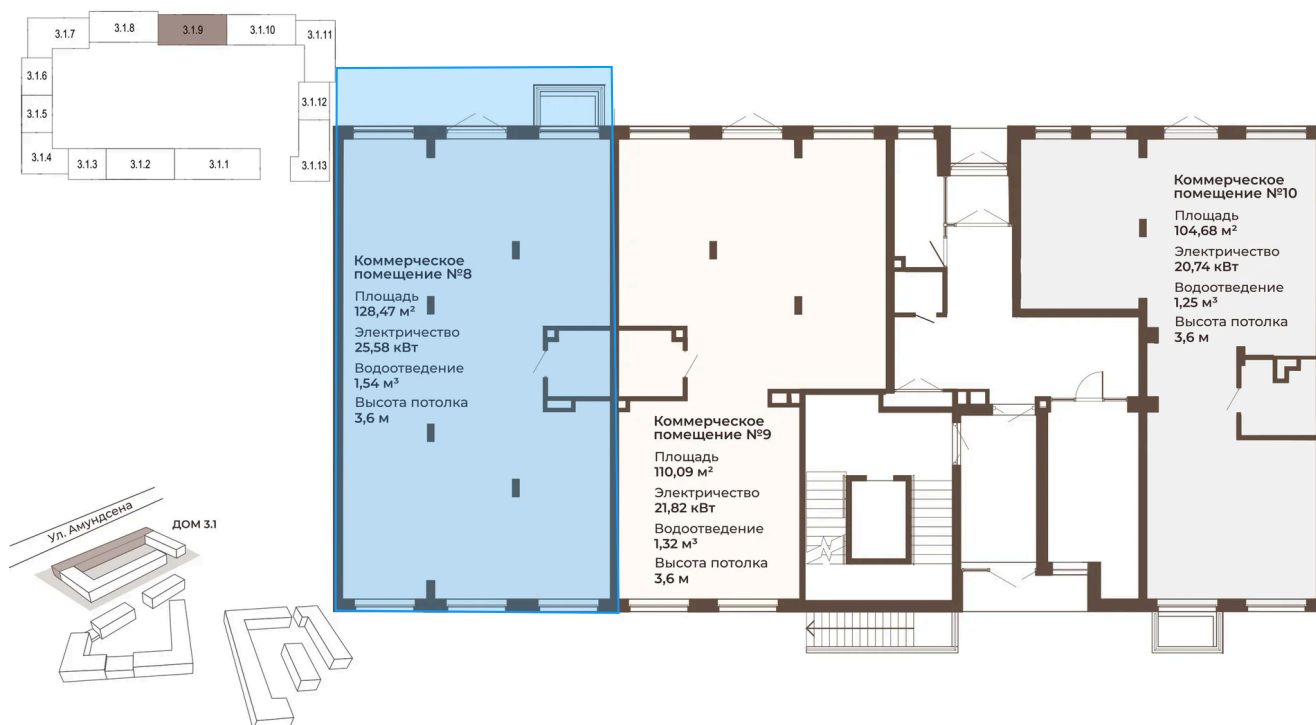 3.1.7
3.1.8
3.1.9
3.1.10
3.1.11
3.1.6
3.1.5
3.1.4
3.1.3
3.1.2
3.1.1
3.1.12
3.1.13
Коммерческое
помещение №8
Площадь
128,47 м²
Электричество
25,58 кВт
Водоотведение
1,54 м³
Высота потолка
3,6 м
Коммерческое
помещение №9
Площадь
110,09 м²
Электричество
21,82 кВт
Водоотведение
1,32 м³
Высота потолка
3,6 м
Коммерческое
помещение №10
Площадь
104,68 м²
Электричество
20,74 кВт
Водоотведение
1,25 м³
Высота потолка
3,6 м
Ул. Амундсена
ДОМ 3.1